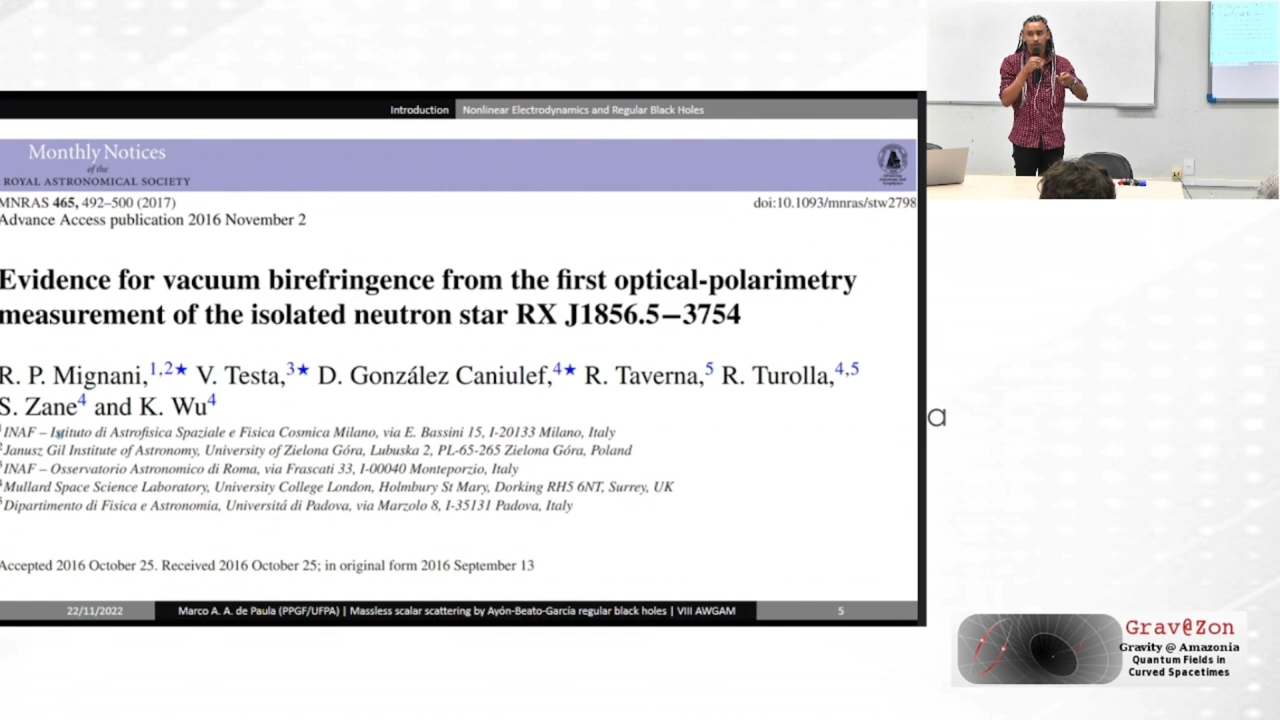 Introduction
Nonlinear Electrodynamics and Regular Black Holes
Monthly Notices
of the
ROYAL ASTRONOMICAL SOCIETY
MNRAS 465, 492–500 (2017)
doi:10.1093/mnras/stw2798
Advance Access publication 2016 November 2
Evidence for vacuum birefringence from the first optical-polarimetry
measurement of the isolated neutron star RX J1856.5−3754
R. P. Mignani,1,2★ V. Testa,3★ D. González Caniulef,4★ R. Taverna,5 R. Turolla,4,5
S. Zane4 and K. Wu4
1INAF – Istituto di Astrofisica Spaziale e Fisica Cosmica Milano, via E. Bassini 15, I-20133 Milano, Italy
2Janusz Gil Institute of Astronomy, University of Zielona Góra, Lubuska 2, PL-65-265 Zielona Góra, Poland
3INAF – Osservatorio Astronomico di Roma, via Frascati 33, I-00040 Monteporzio, Italy
4Mullard Space Science Laboratory, University College London, Holmbury St Mary, Dorking RH5 6NT, Surrey, UK
5Dipartimento di Fisica e Astronomia, Universitá di Padova, via Marzolo 8, I-35131 Padova, Italy
Accepted 2016 October 25. Received 2016 October 25; in original form 2016 September 13
22/11/2022
Marco A. A. de Paula (PPGF/UFPA) | Massless scalar scattering by Ayón-Beato-García regular black holes | VIII AWGAM
5
a
Grav@Zon
Gravity @ Amazonia
Quantum Fields in
Curved Spacetimes